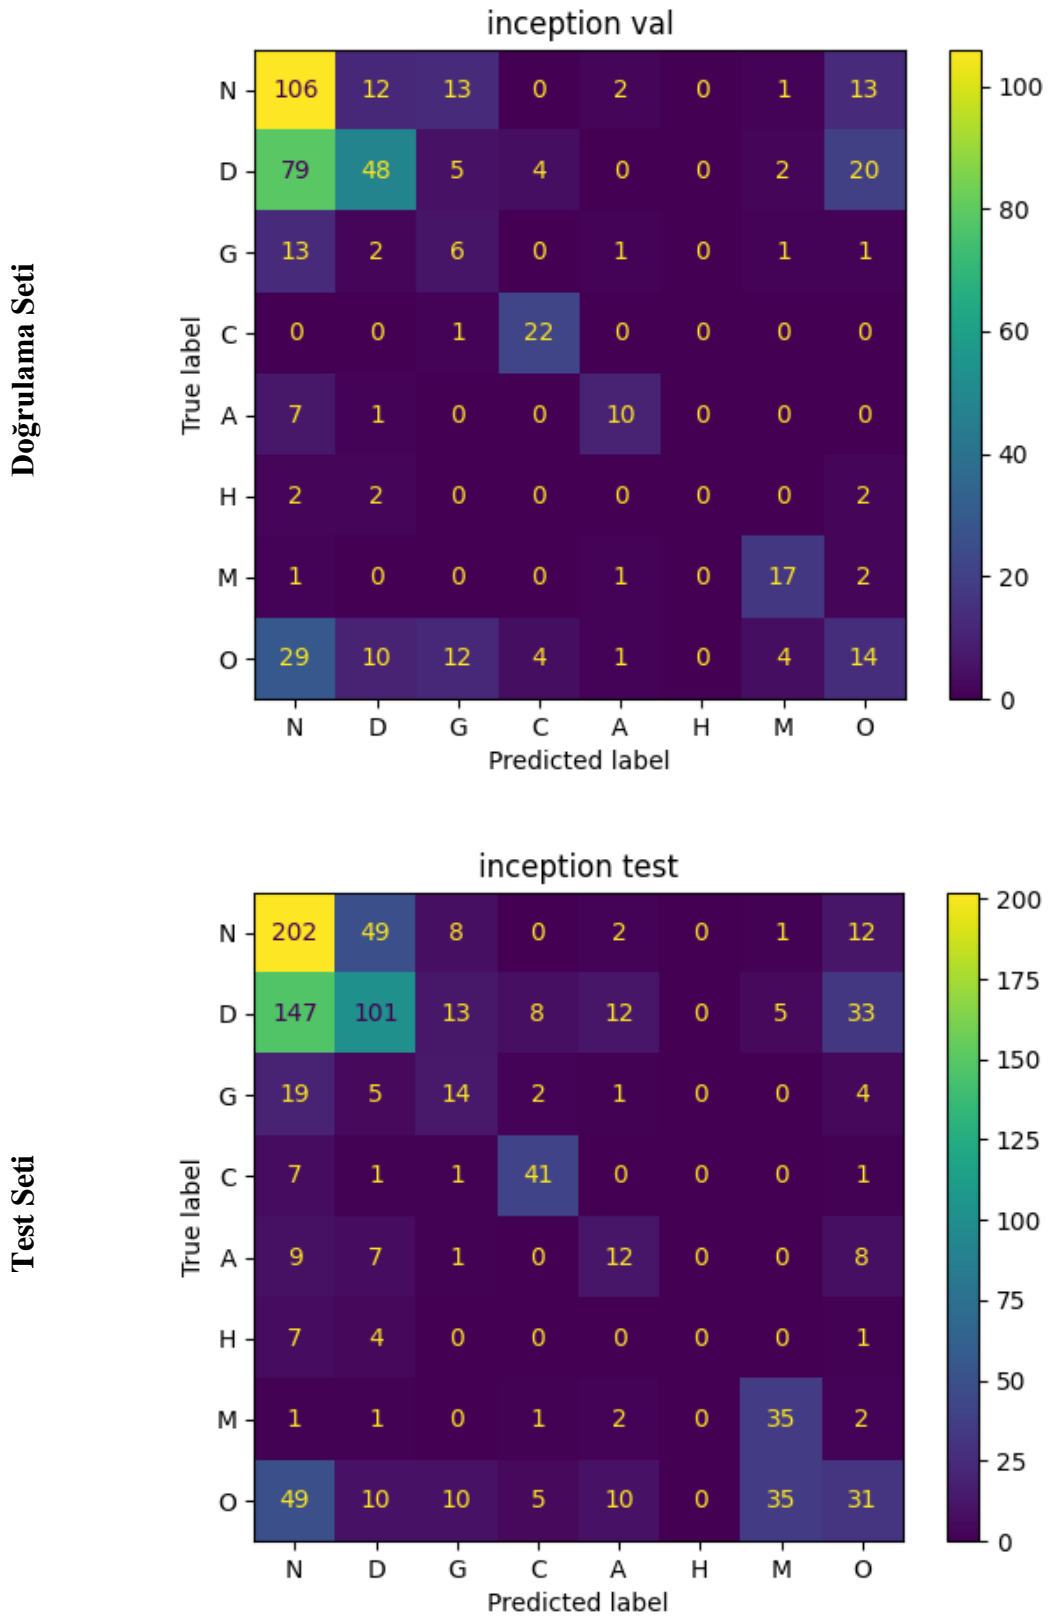 inception val
Doğrulama Seti
True label
N 106 12 13 0 2 0 1 13
D 79 48 5 4 0 0 2 20
G 13 2 6 0 1 0 1 1
C 0 0 1 22 0 0 0 0
A 7 1 0 0 10 0 0 0
H 2 2 0 0 0 0 0 2
M 1 0 0 0 1 0 17 2
O 29 10 12 4 1 0 4 14
N D G C A H M O
Predicted label
100
80
60
40
20
0
inception test
Test Seti
True label
N 202 49 8 0 2 0 1 12
D 147 101 13 8 12 0 5 33
G 19 5 14 2 1 0 0 4
C 7 1 1 41 0 0 0 1
A 9 7 1 0 12 0 0 8
H 7 4 0 0 0 0 0 1
M 1 1 0 1 2 0 35 2
O 49 10 10 5 10 0 35 31
N D G C A H M O
Predicted label
200
175
150
125
100
75
50
25
0